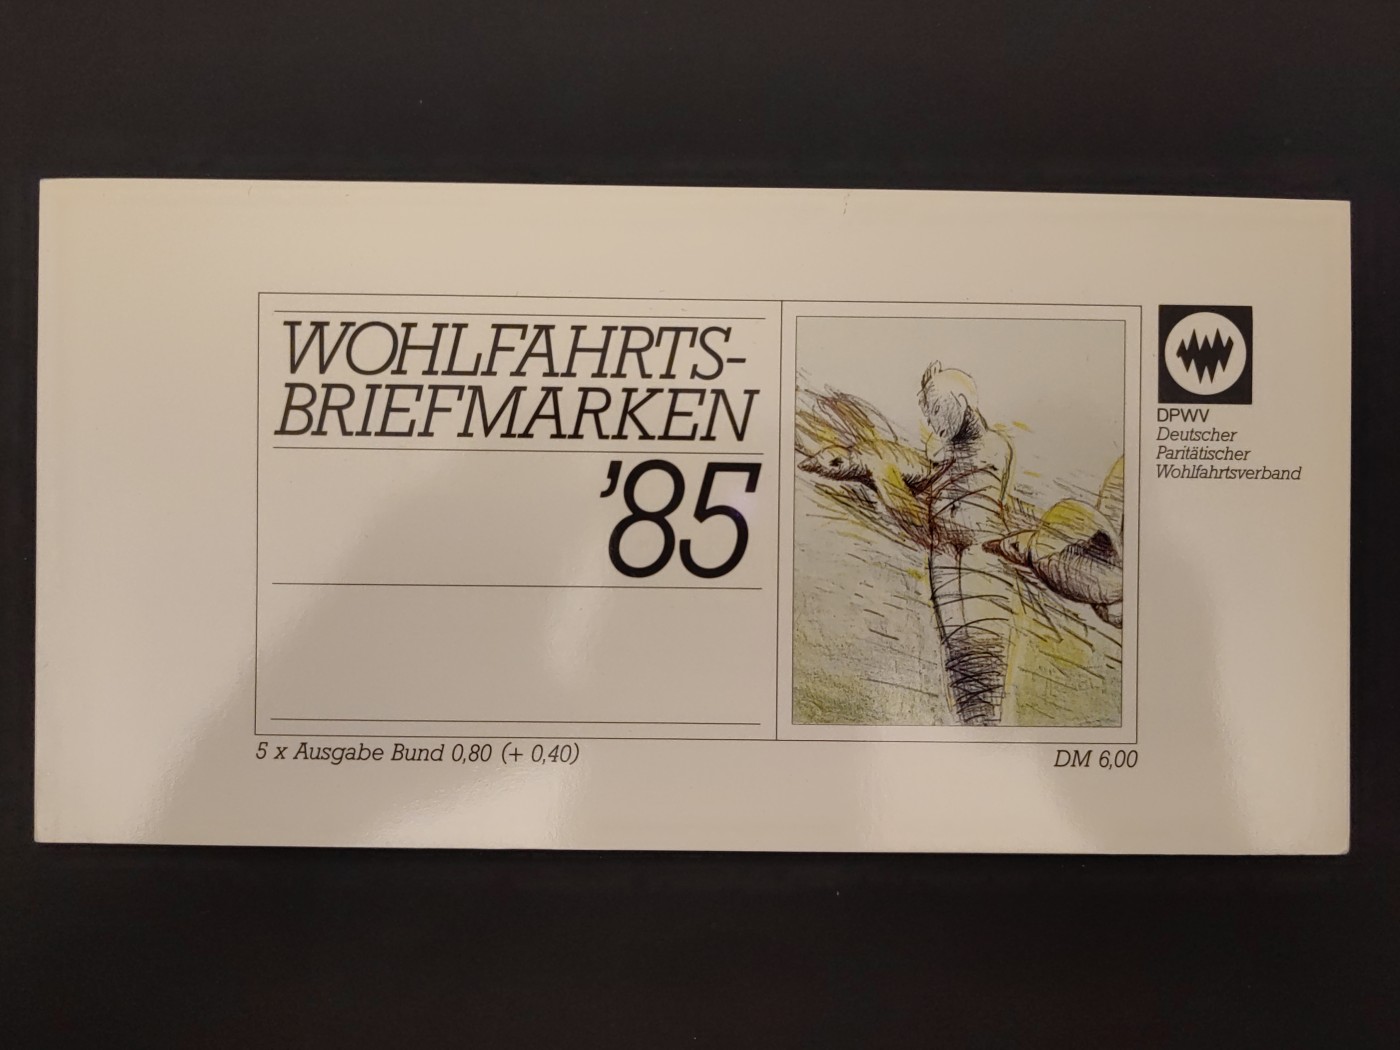 WOHLFAHRTS-
BRIEFMARKEN
'85
DPWV
Deutscher
Paritätischer
Wohlfahrtsverband
5 x Ausgabe Bund 0,80 (+ 0,40)
DM 6,00